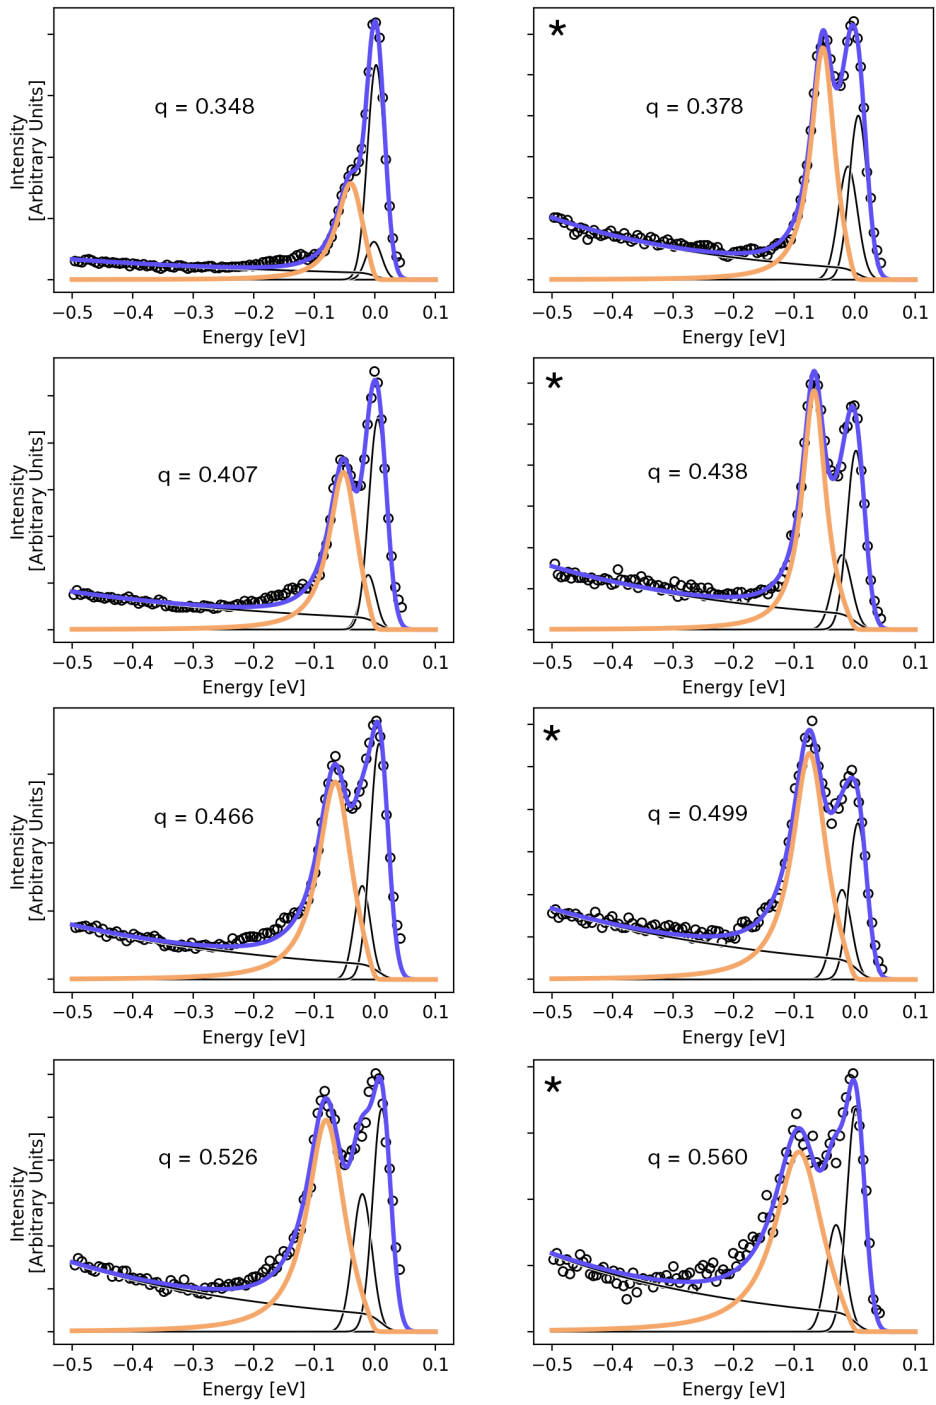 *
q = 0.348
q = 0.378
Intensity
[Arbitrary Units]
−0.5 −0.4 −0.3 −0.2 −0.1 0.0 0.1
−0.5 −0.4 −0.3 −0.2 −0.1 0.0 0.1
Energy [eV]
Energy [eV]
*
q = 0.407
q = 0.438
Intensity
[Arbitrary Units]
−0.5 −0.4 −0.3 −0.2 −0.1 0.0 0.1
−0.5 −0.4 −0.3 −0.2 −0.1 0.0 0.1
Energy [eV]
Energy [eV]
*
q = 0.466
q = 0.499
Intensity
[Arbitrary Units]
−0.5 −0.4 −0.3 −0.2 −0.1 0.0 0.1
−0.5 −0.4 −0.3 −0.2 −0.1 0.0 0.1
Energy [eV]
Energy [eV]
*
q = 0.526
q = 0.560
Intensity
[Arbitrary Units]
−0.5 −0.4 −0.3 −0.2 −0.1 0.0 0.1
−0.5 −0.4 −0.3 −0.2 −0.1 0.0 0.1
Energy [eV]
Energy [eV]